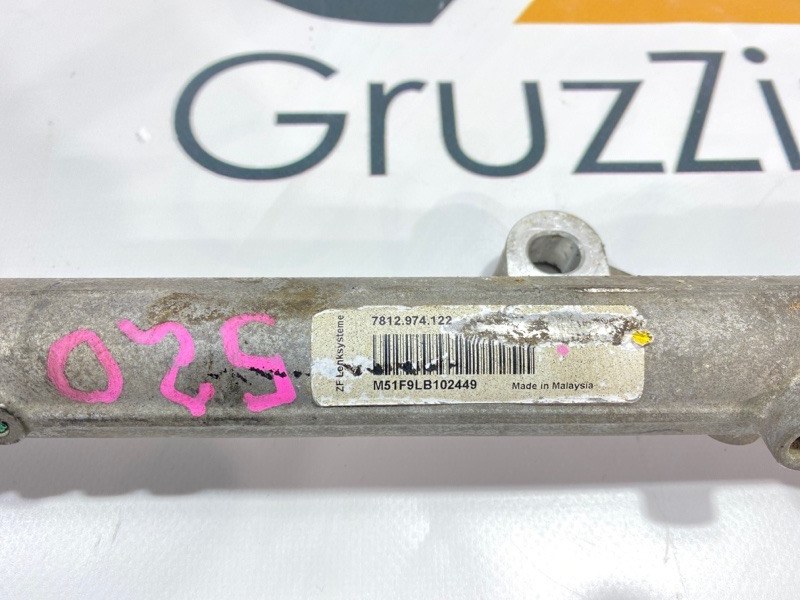 GruzZi
025
ZF Lenksysteme
7812.974.122
M51F9LB102449
Made in Malaysia